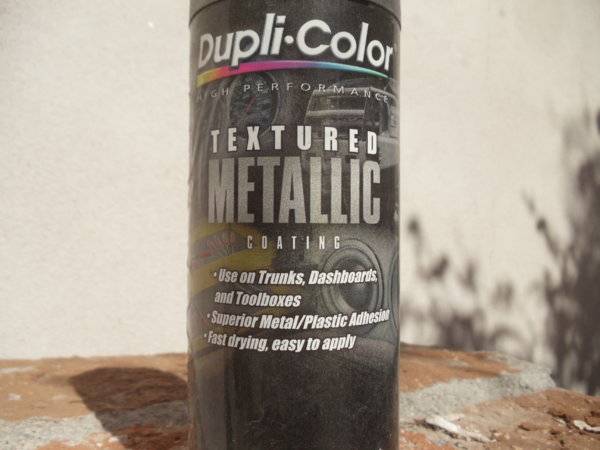 Dupli·Color
HIGH PERFORMANCE
TEXTURED
METALLIC
COATING
•Use on Trunks, Dashboards,
and Toolboxes
•Superior Metal/Plastic Adhesion
•Fast drying, easy to apply